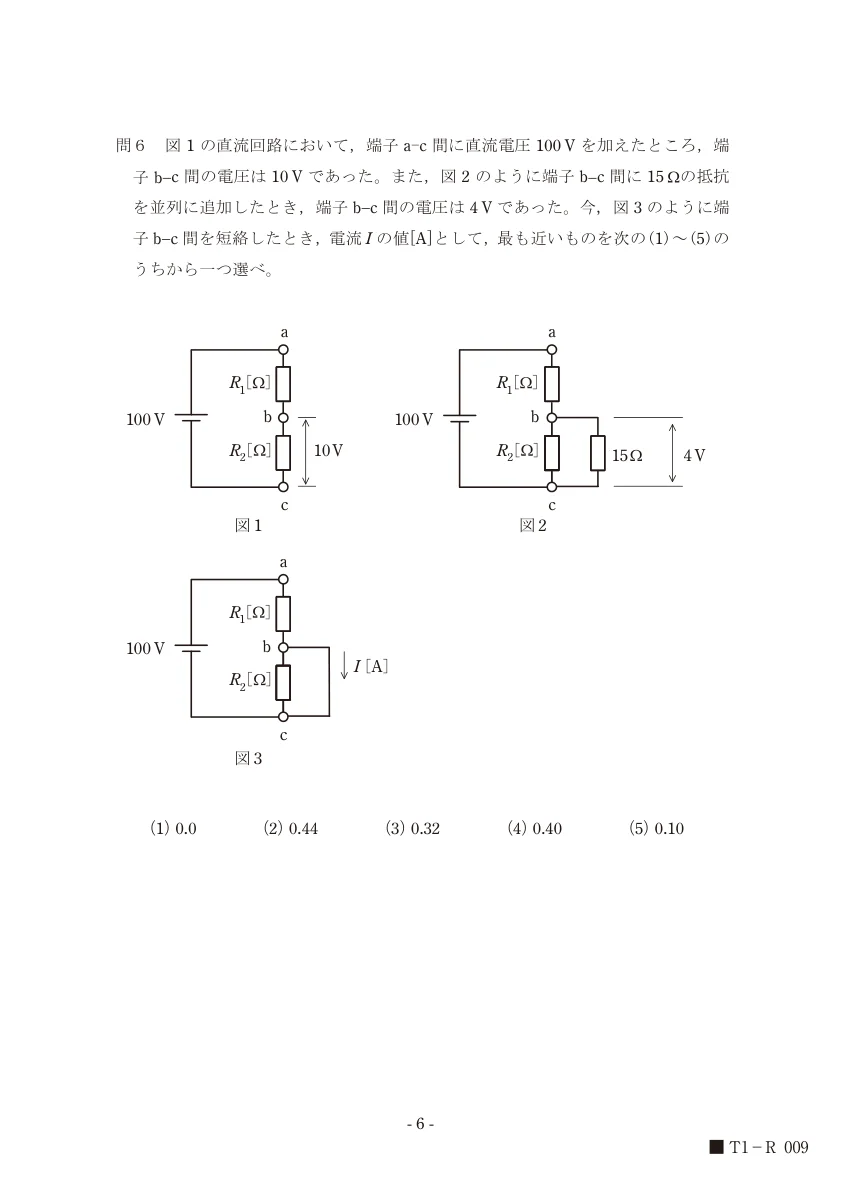 問６　図 1 の直流回路において，端子 a-c 間に直流電圧 100 V を加えたところ，端
子 b−c 間の電圧は 10 V であった。また，図 2 のように端子 b−c 間に 15 Ωの抵抗
を並列に追加したとき，端子 b−c 間の電圧は 4 V であった。今，図 3 のように端
子 b−c 間を短絡したとき，電流 I の値[A]として，最も近いものを次の(1)～(5)の
うちから一つ選べ。
a
R1[Ω]
100 V
b
R2[Ω]
10 V
c
図 1
a
R1[Ω]
100 V
b
R2[Ω]
15 Ω
4 V
c
図 2
a
R1[Ω]
100 V
b
I [A]
R2[Ω]
c
図 3
(1) 0.0 (2) 0.44 (3) 0.32 (4) 0.40 (5) 0.10
- 6 -
■ T1−R 009